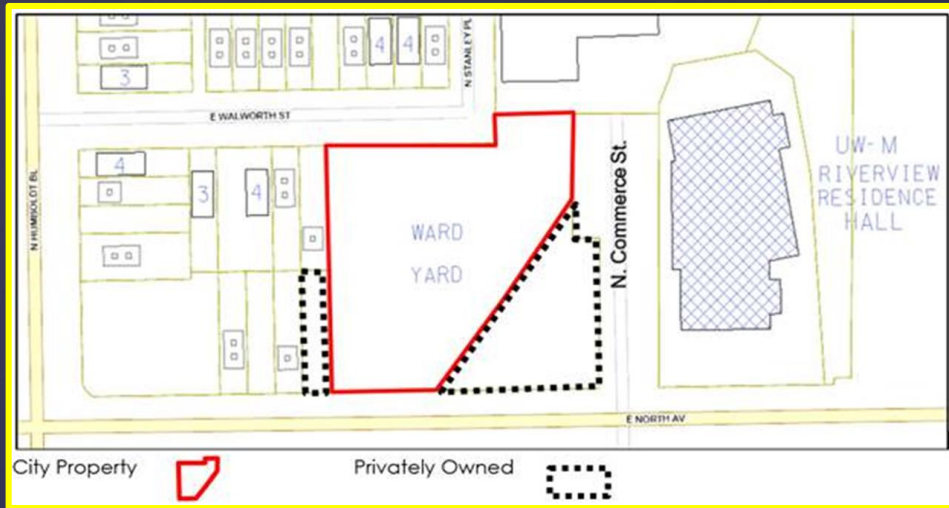 3
4
4
N STANLEY PL
E WALWORTH ST
N HUMBOLDT BL
4
3
4
WARD
YARD
N. Commerce St.
UW-M
RIVERVIEW
RESIDENCE
HALL
E NORTH AV
City Property
Privately Owned